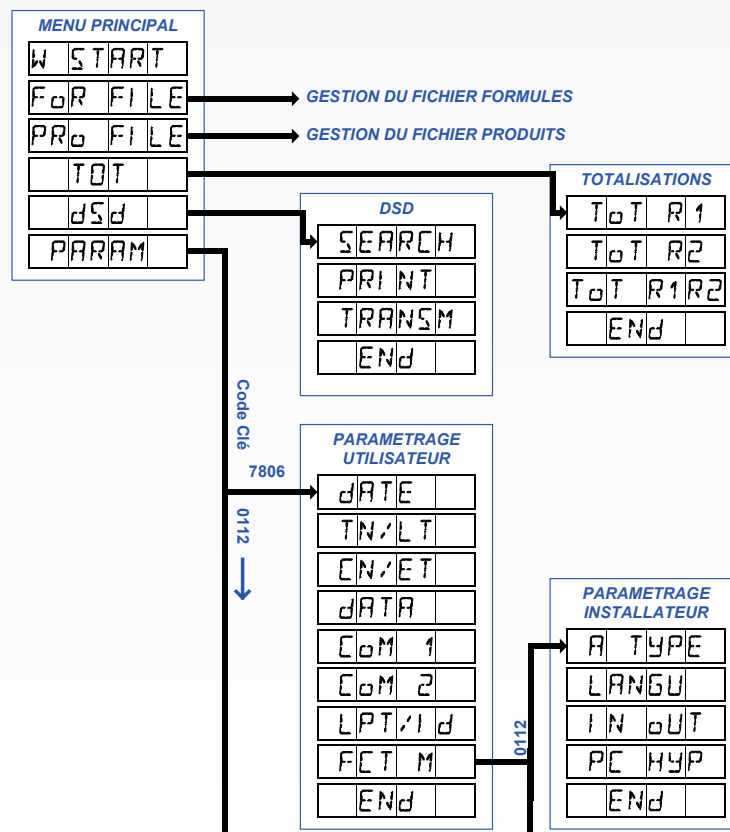 MENU PRINCIPAL
W START
FoR FILE
PRo FILE
TOT
dSd
PARAM
GESTION DU FICHIER FORMULES
GESTION DU FICHIER PRODUITS
TOTALISATIONS
ToT R1
ToT R2
ToT R1R2
ENd
DSD
SEARCH
PRINT
TRANSM
ENd
Code Clé
7806
0112
PARAMETRAGE
UTILISATEUR
dATE
TN/LT
CN/ET
dATA
CoM 1
CoM 2
LPT/Id
FCT M
ENd
0112
PARAMETRAGE
INSTALLATEUR
A TYPE
LANGU
IN oUT
PC HYP
ENd